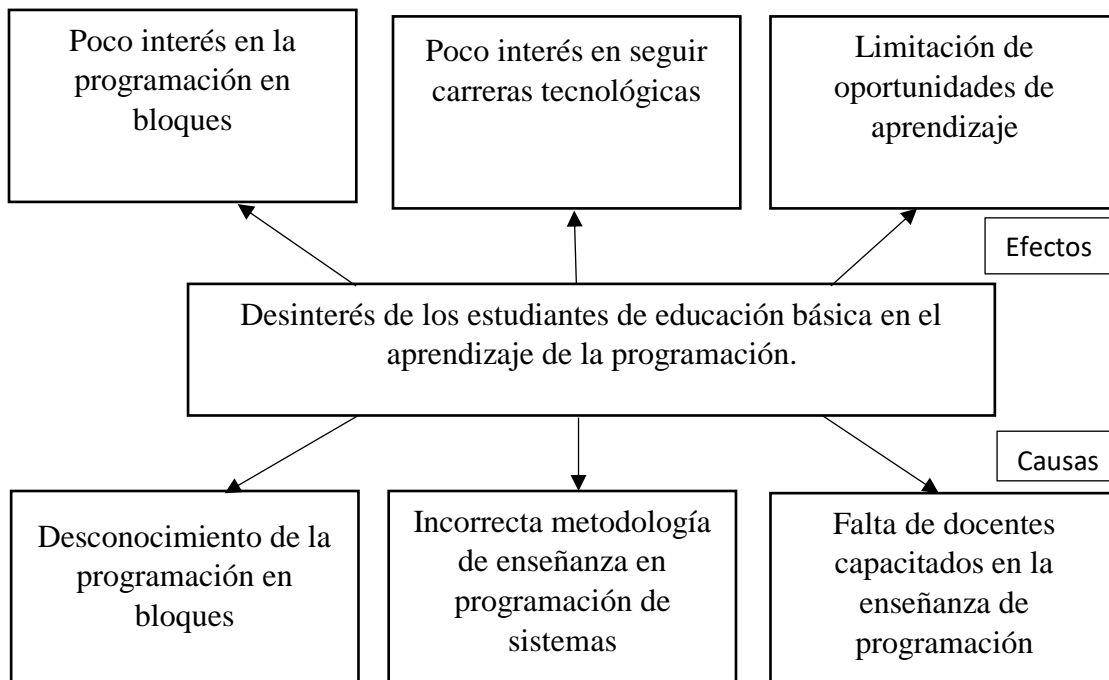 Poco interés en la
programación en
bloques
Poco interés en seguir
carreras tecnológicas
Limitación de
oportunidades de
aprendizaje
Efectos
Desinterés de los estudiantes de educación básica en el
aprendizaje de la programación.
Causas
Desconocimiento de la
programación en
bloques
Incorrecta metodología
de enseñanza en
programación de
sistemas
Falta de docentes
capacitados en la
enseñanza de
programación